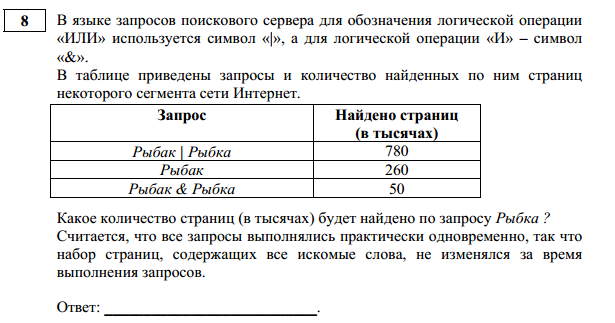 8
В языке запросов поискового сервера для обозначения логической операции
«ИЛИ» используется символ «|», а для логической операции «И» – символ
«&».
В таблице приведены запросы и количество найденных по ним страниц
некоторого сегмента сети Интернет.
Запрос Найдено страниц
(в тысячах)
Рыбак | Рыбка 780
Рыбак 260
Рыбак & Рыбка 50
Какое количество страниц (в тысячах) будет найдено по запросу Рыбка ?
Считается, что все запросы выполнялись практически одновременно, так что
набор страниц, содержащих все искомые слова, не изменялся за время
выполнения запросов.
Ответ: ___________________________.